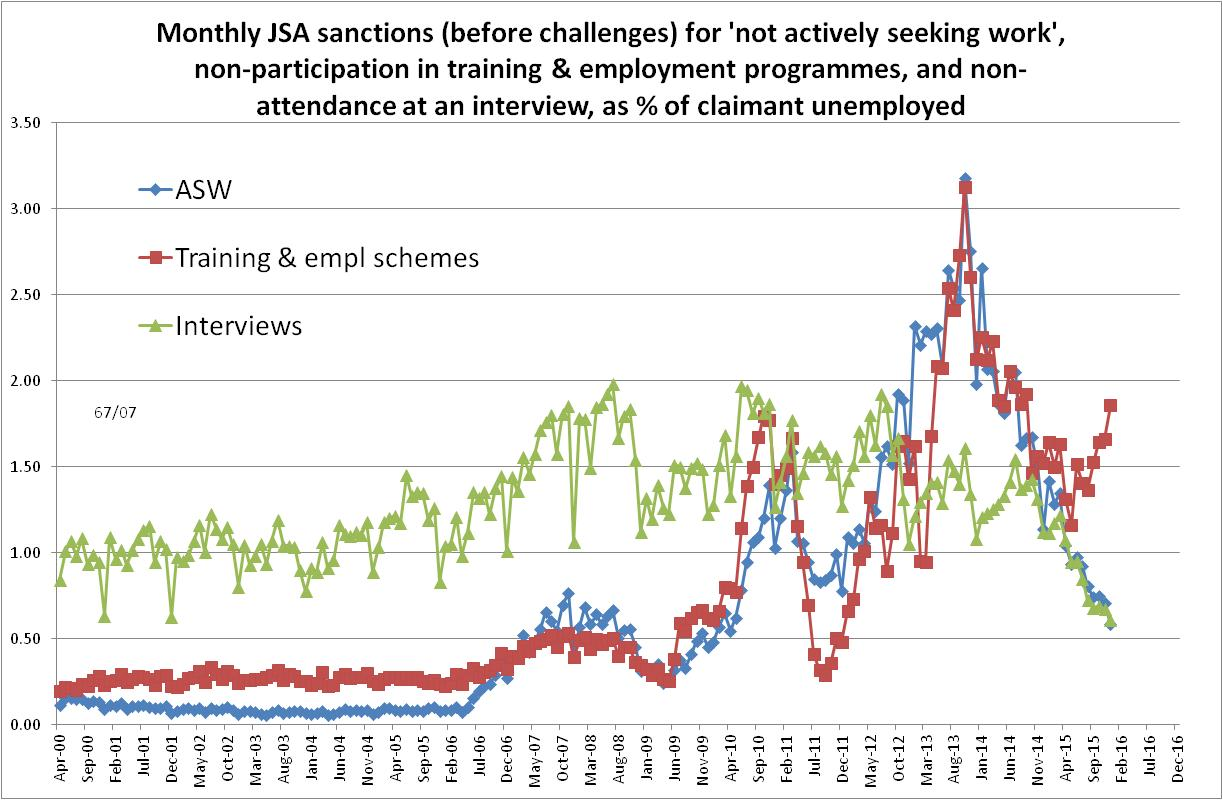 Monthly JSA sanctions (before challenges) for 'not actively seeking work',
non-participation in training & employment programmes, and non-
attendance at an interview, as % of claimant unemployed
3.50
3.00
2.50
2.00
1.50
1.00
0.50
0.00
ASW
Training & empl schemes
Interviews
67/07
Apr-00
Sep-00
Feb-01
Jul-01
Dec-01
May-02
Oct-02
Mar-03
Aug-03
Jan-04
Jun-04
Nov-04
Apr-05
Sep-05
Feb-06
Jul-06
Dec-06
May-07
Oct-07
Mar-08
Aug-08
Jan-09
Jun-09
Nov-09
Apr-10
Sep-10
Feb-11
Jul-11
Dec-11
May-12
Oct-12
Mar-13
Aug-13
Jan-14
Jun-14
Nov-14
Apr-15
Sep-15
Feb-16
Jul-16
Dec-16